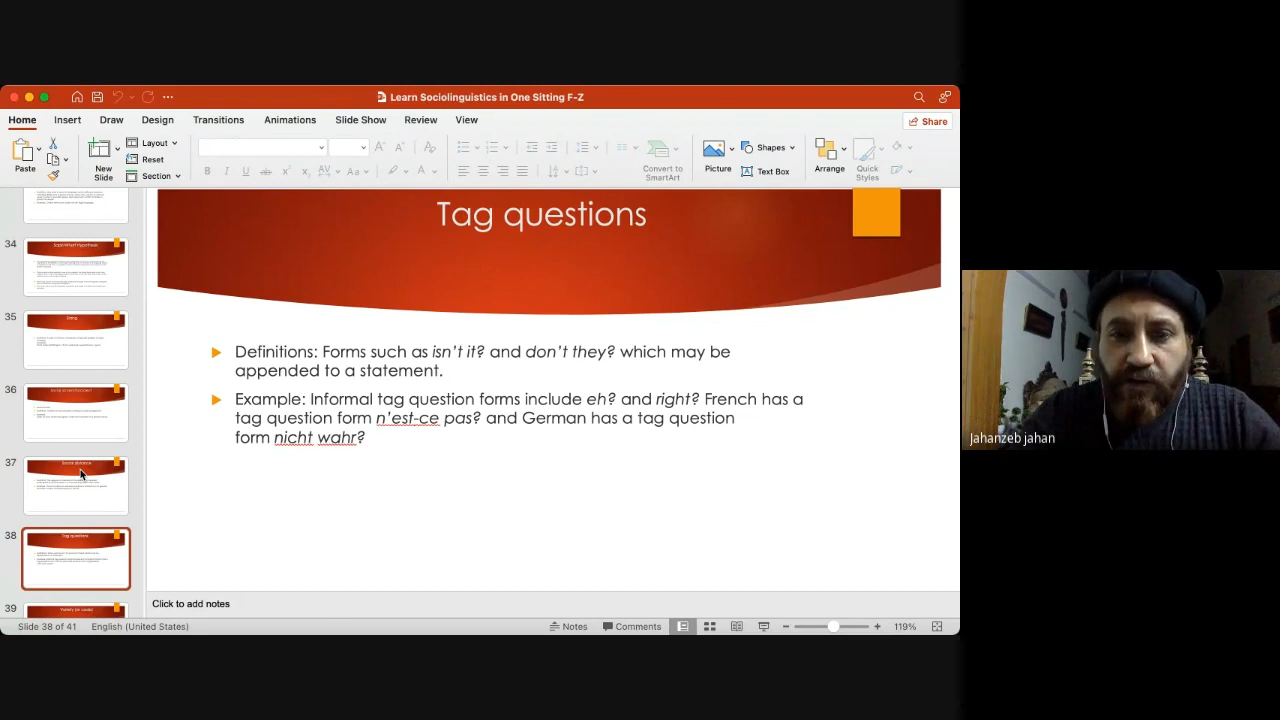 Learn Sociolinguistics in One Sitting F-Z
Home Insert Draw Design Transitions Animations Slide Show Review View
Share
Paste
New Slide
Layout
Reset
Section
Convert to SmartArt
Picture
Shapes
Text Box
Arrange
Quick Styles
34
35
36
37
Social distance
38
Tag questions
39
Tag questions
Definitions: Forms such as isn't it? and don't they? which may be
appended to a statement.
Example: Informal tag question forms include eh? and right? French has a
tag question form n'est-ce pas? and German has a tag question
form nicht wahr?
Click to add notes
Slide 38 of 41 English (United States) Notes Comments 119%
Jahanzeb jahan